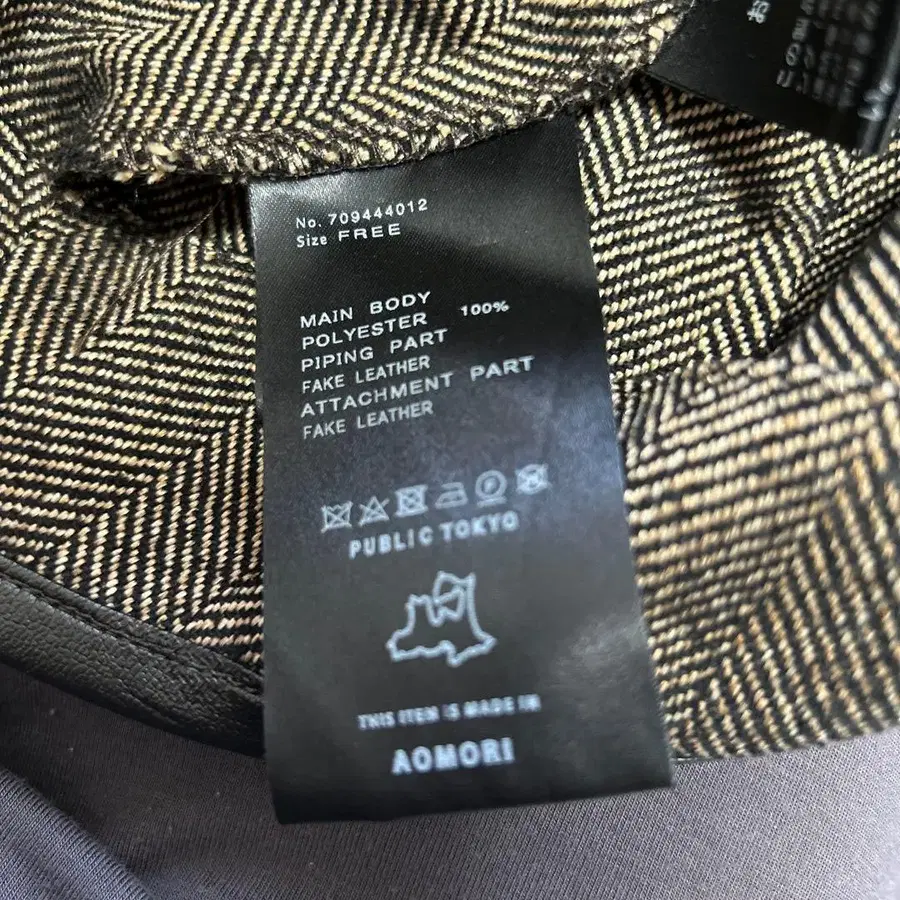 No. 709444012
Size FREE
MAIN BODY
POLYESTER 100%
PIPING PART
FAKE LEATHER
ATTACHMENT PART
FAKE LEATHER
PUBLIC TOKYO
THIS ITEM IS MADE IN
AOMORI